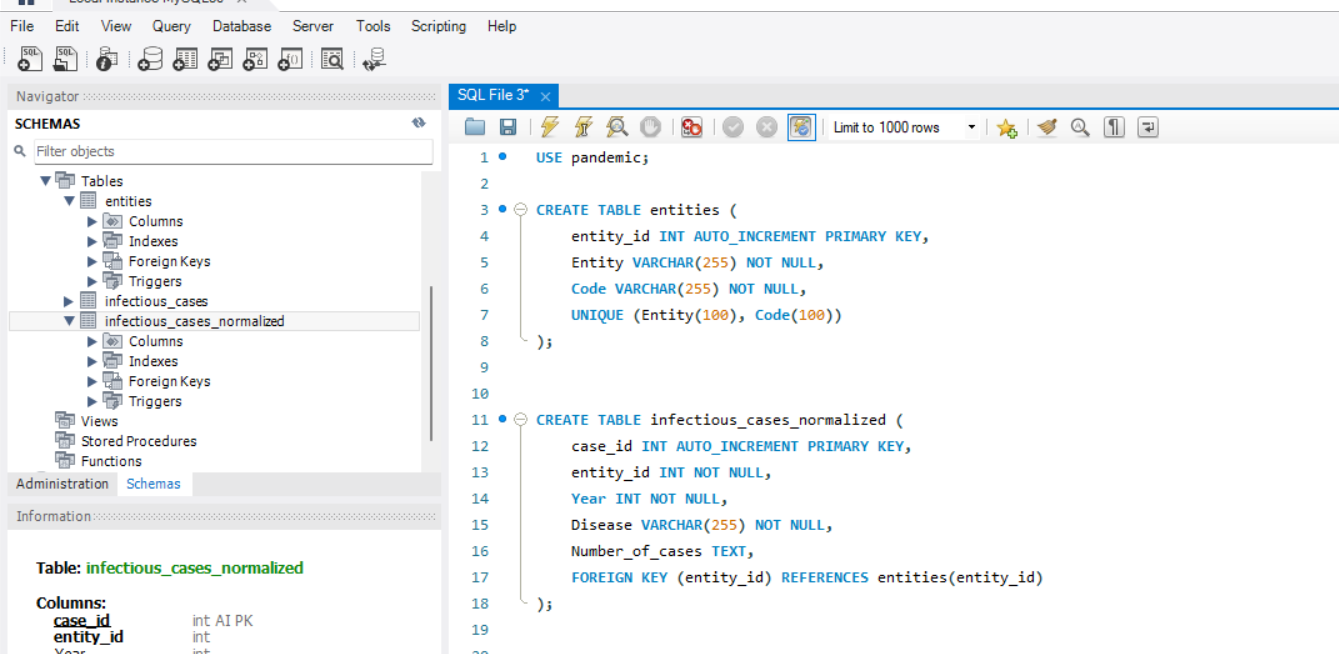 Local instance MySQL80 ×
File Edit View Query Database Server Tools Scripting Help
Navigator
SCHEMAS
Filter objects
Tables
entities
Columns
Indexes
Foreign Keys
Triggers
infectious_cases
infectious_cases_normalized
Columns
Indexes
Foreign Keys
Triggers
Views
Stored Procedures
Functions
Administration Schemas
Information
Table: infectious_cases_normalized
Columns:
case_id int AI PK
entity_id int
Year int
SQL File 3* ×
Limit to 1000 rows
1 USE pandemic;
2
3 CREATE TABLE entities (
4 entity_id INT AUTO_INCREMENT PRIMARY KEY,
5 Entity VARCHAR(255) NOT NULL,
6 Code VARCHAR(255) NOT NULL,
7 UNIQUE (Entity(100), Code(100))
8 );
9
10
11 CREATE TABLE infectious_cases_normalized (
12 case_id INT AUTO_INCREMENT PRIMARY KEY,
13 entity_id INT NOT NULL,
14 Year INT NOT NULL,
15 Disease VARCHAR(255) NOT NULL,
16 Number_of_cases TEXT,
17 FOREIGN KEY (entity_id) REFERENCES entities(entity_id)
18 );
19
20